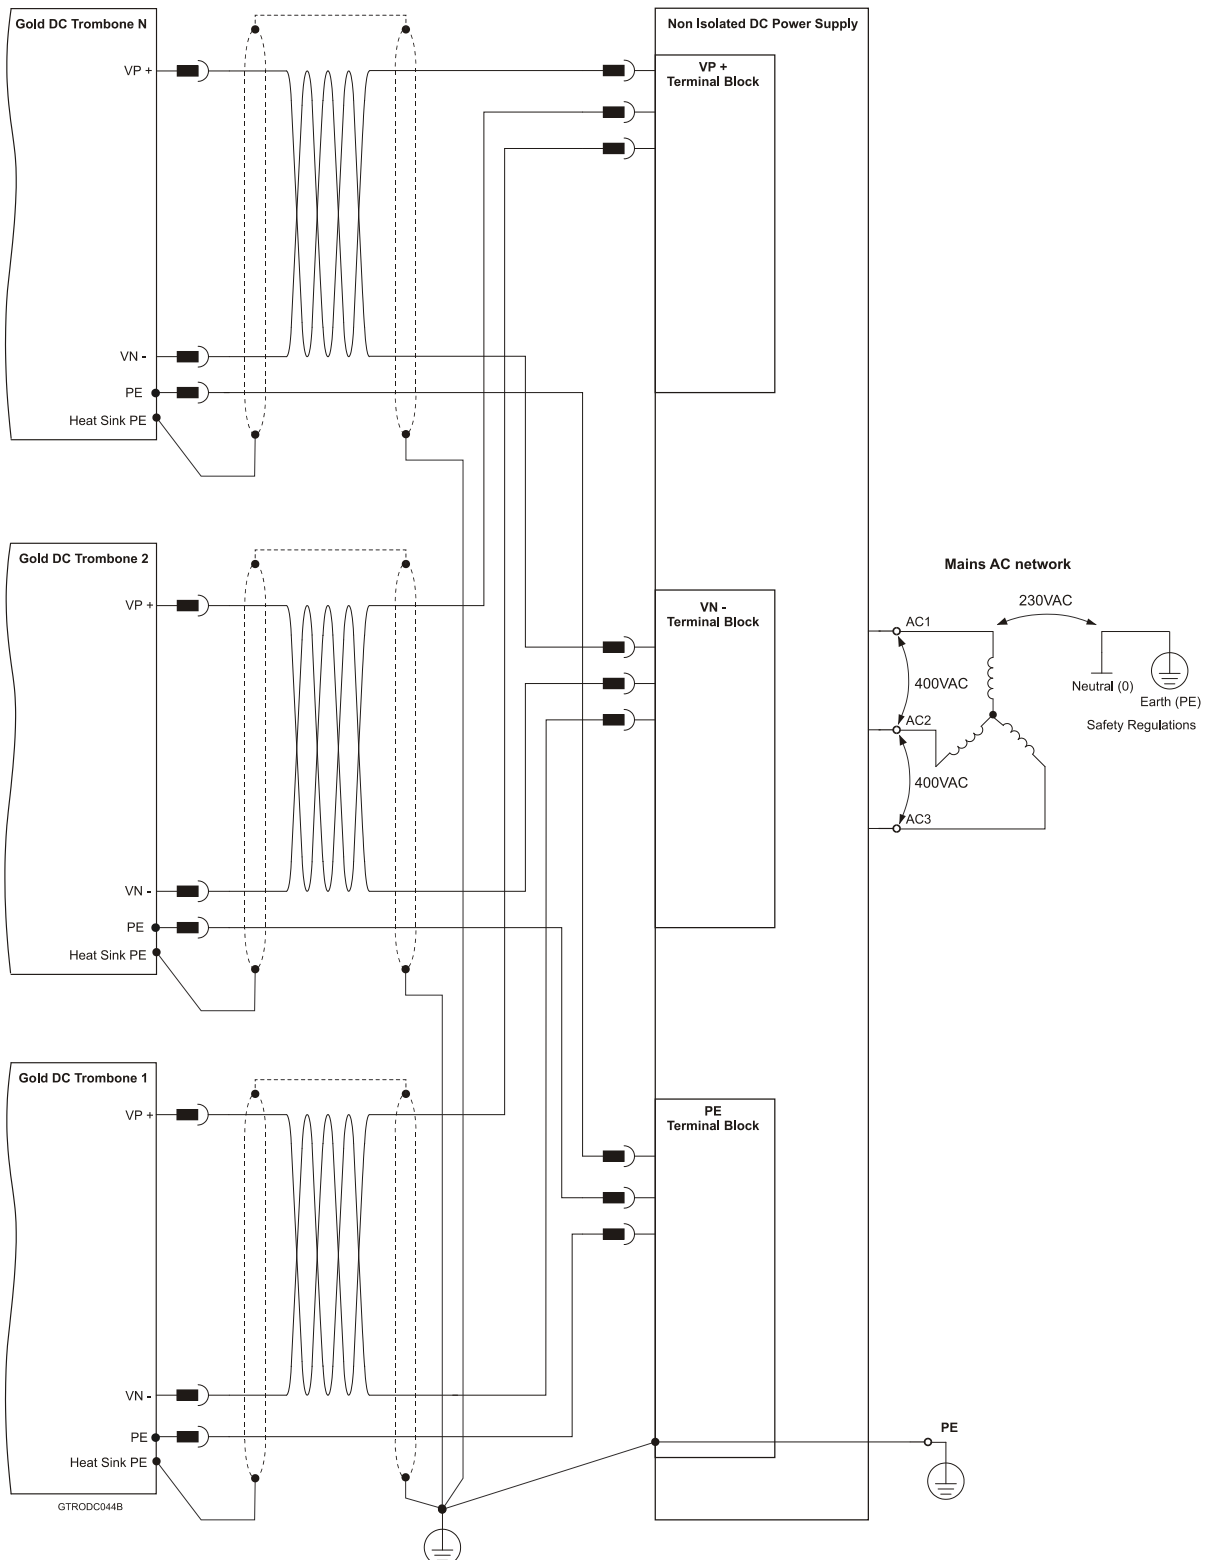 Gold DC Trombone N
VP +
VN -
PE
Heat Sink PE
Non Isolated DC Power Supply
VP +
Terminal Block
Gold DC Trombone 2
VP +
VN -
PE
Heat Sink PE
VN -
Terminal Block
Mains AC network
230VAC
AC1
400VAC
AC2
400VAC
AC3
Neutral (0)
Earth (PE)
Safety Regulations
Gold DC Trombone 1
VP +
VN -
PE
Heat Sink PE
PE
Terminal Block
PE
GTRODC044B